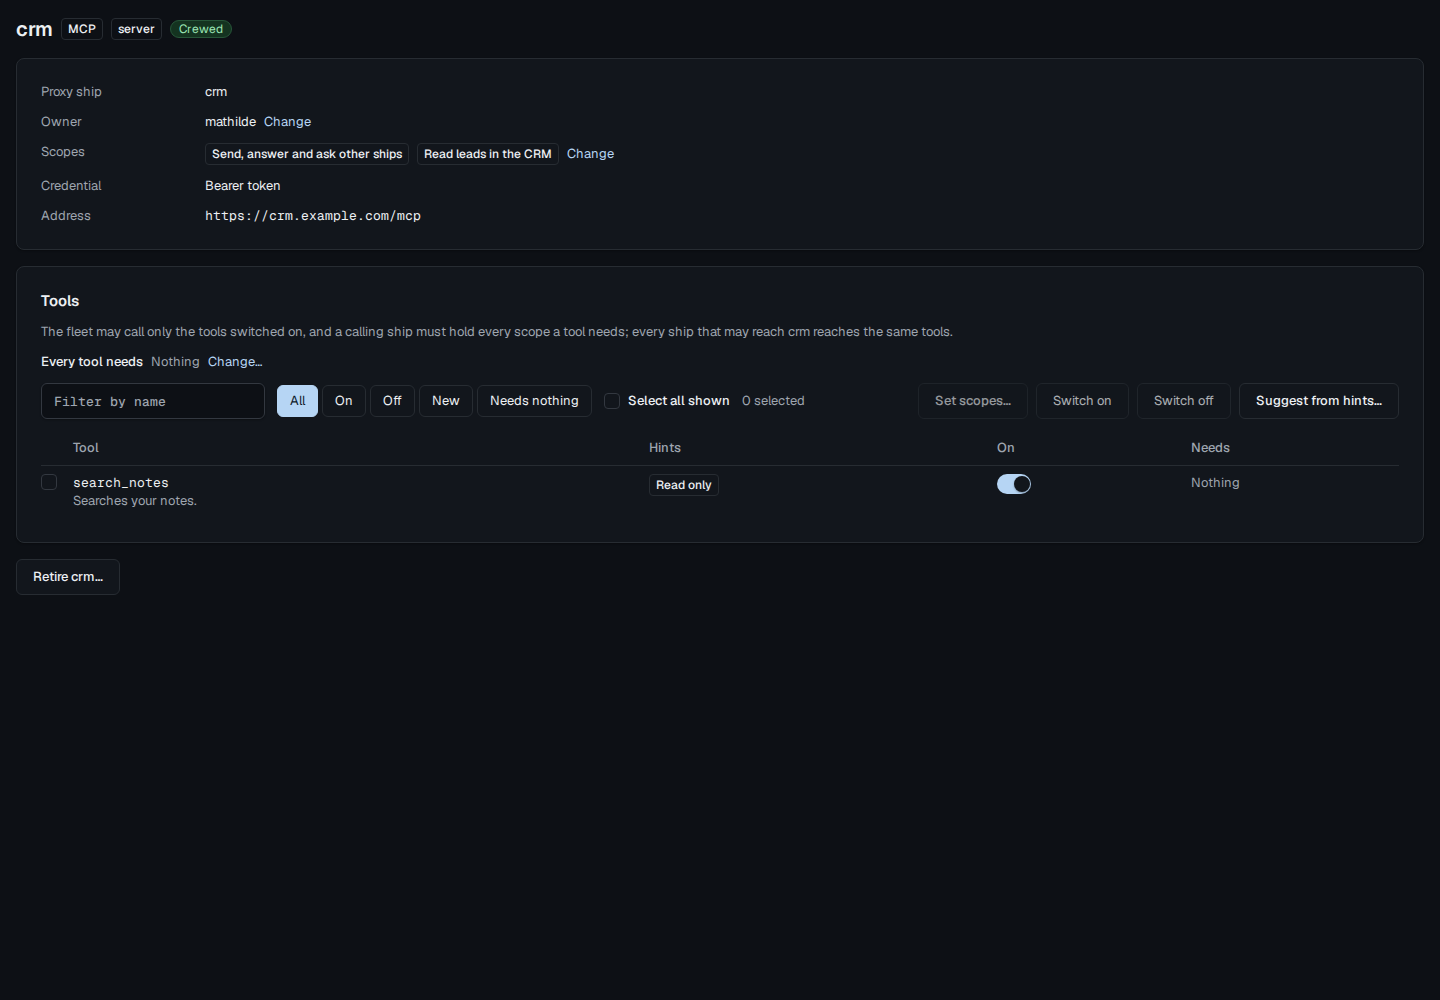 crm MCP server Crewed
Proxy ship crm
Owner mathilde Change
Scopes Send, answer and ask other ships Read leads in the CRM Change
Credential Bearer token
Address https://crm.example.com/mcp
Tools
The fleet may call only the tools switched on, and a calling ship must hold every scope a tool needs; every ship that may reach crm reaches the same tools.
Every tool needs Nothing Change…
Filter by name All On Off New Needs nothing Select all shown 0 selected Set scopes… Switch on Switch off Suggest from hints…
Tool Hints On Needs
search_notes Read only Nothing
Searches your notes.
Retire crm…